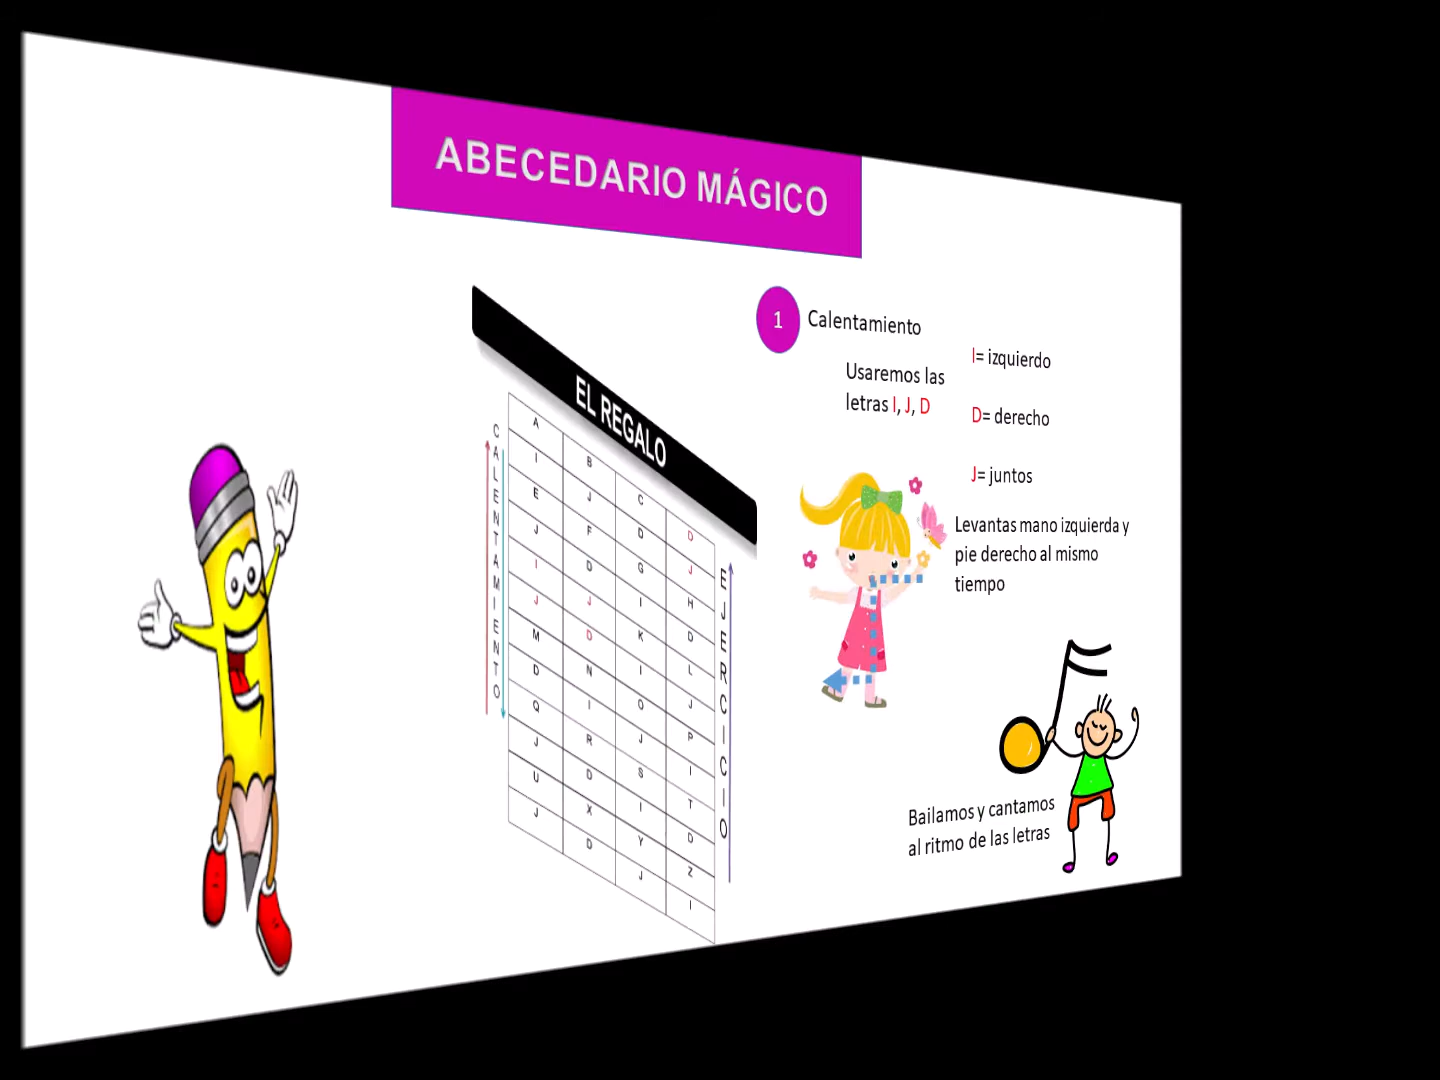 ABECEDARIO MÁGICO
EL REGALO
CALENTAMIENTO
A B C D
I J D J
E F G H
J D I D
I J K L
J D I J
M N O P
D I J I
Q R S T
J D I D
U X Y Z
J D J I
EJERCICIO
1 Calentamiento
Usaremos las
letras I, J, D
I= izquierdo
D= derecho
J= juntos
Levantas mano izquierda y
pie derecho al mismo
tiempo
Bailamos y cantamos
al ritmo de las letras